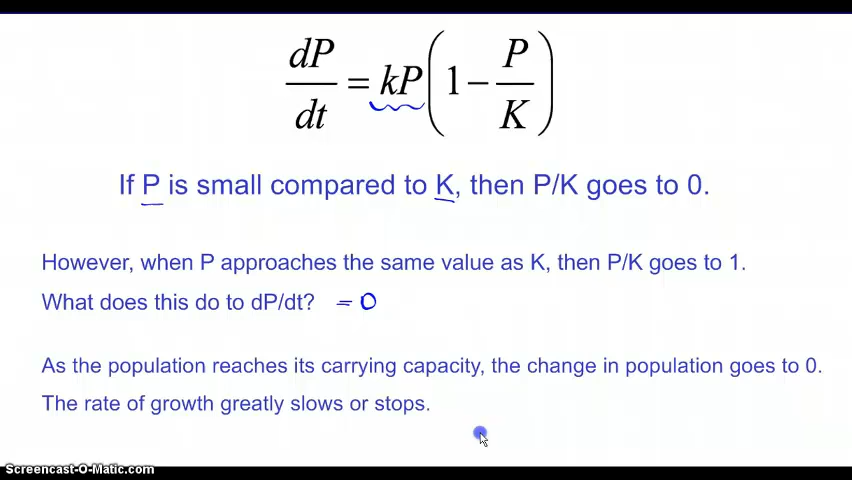 dP/dt = kP(1 − P/K)
If P is small compared to K, then P/K goes to 0.
However, when P approaches the same value as K, then P/K goes to 1.
What does this do to dP/dt? = 0
As the population reaches its carrying capacity, the change in population goes to 0.
The rate of growth greatly slows or stops.
Screencast-O-Matic.com